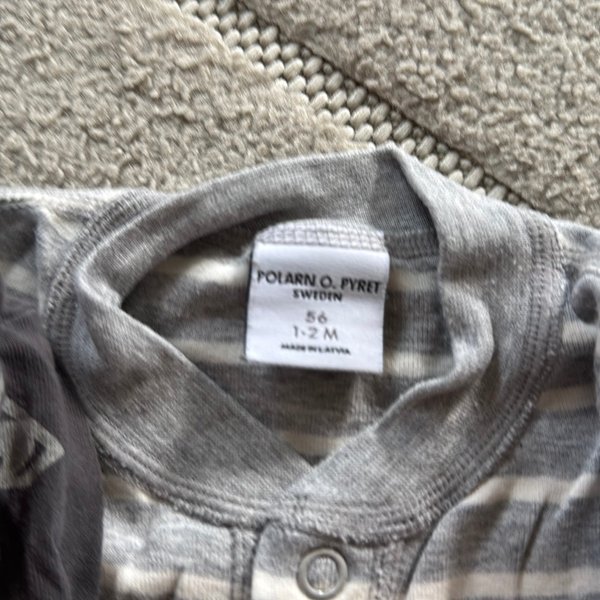 POLARN O. PYRET
SWEDEN
56
1-2 M
MADE IN LATVIA